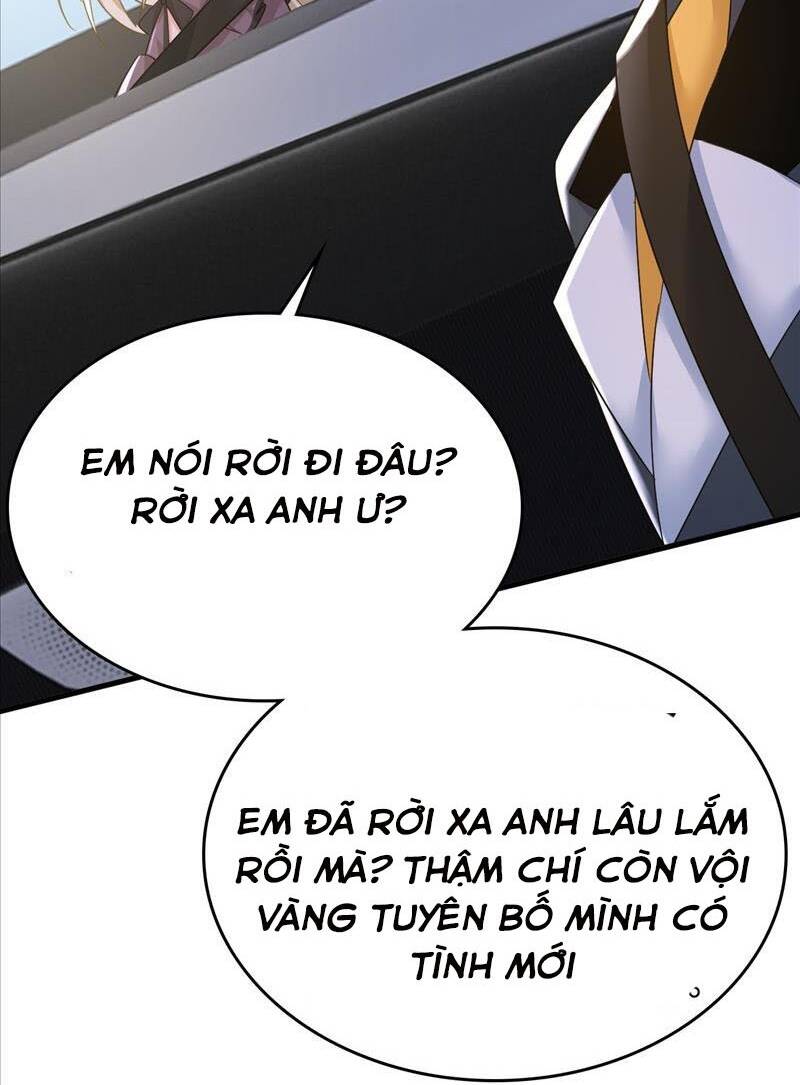 EM NÓI RỜI ĐI ĐÂU?
RỜI XA ANH Ư?
EM ĐÃ RỜI XA ANH LÂU LẮM
RỒI MÀ? THẬM CHÍ CÒN VỘI
VÀNG TUYÊN BỐ MÌNH CÓ
TÌNH MỚI